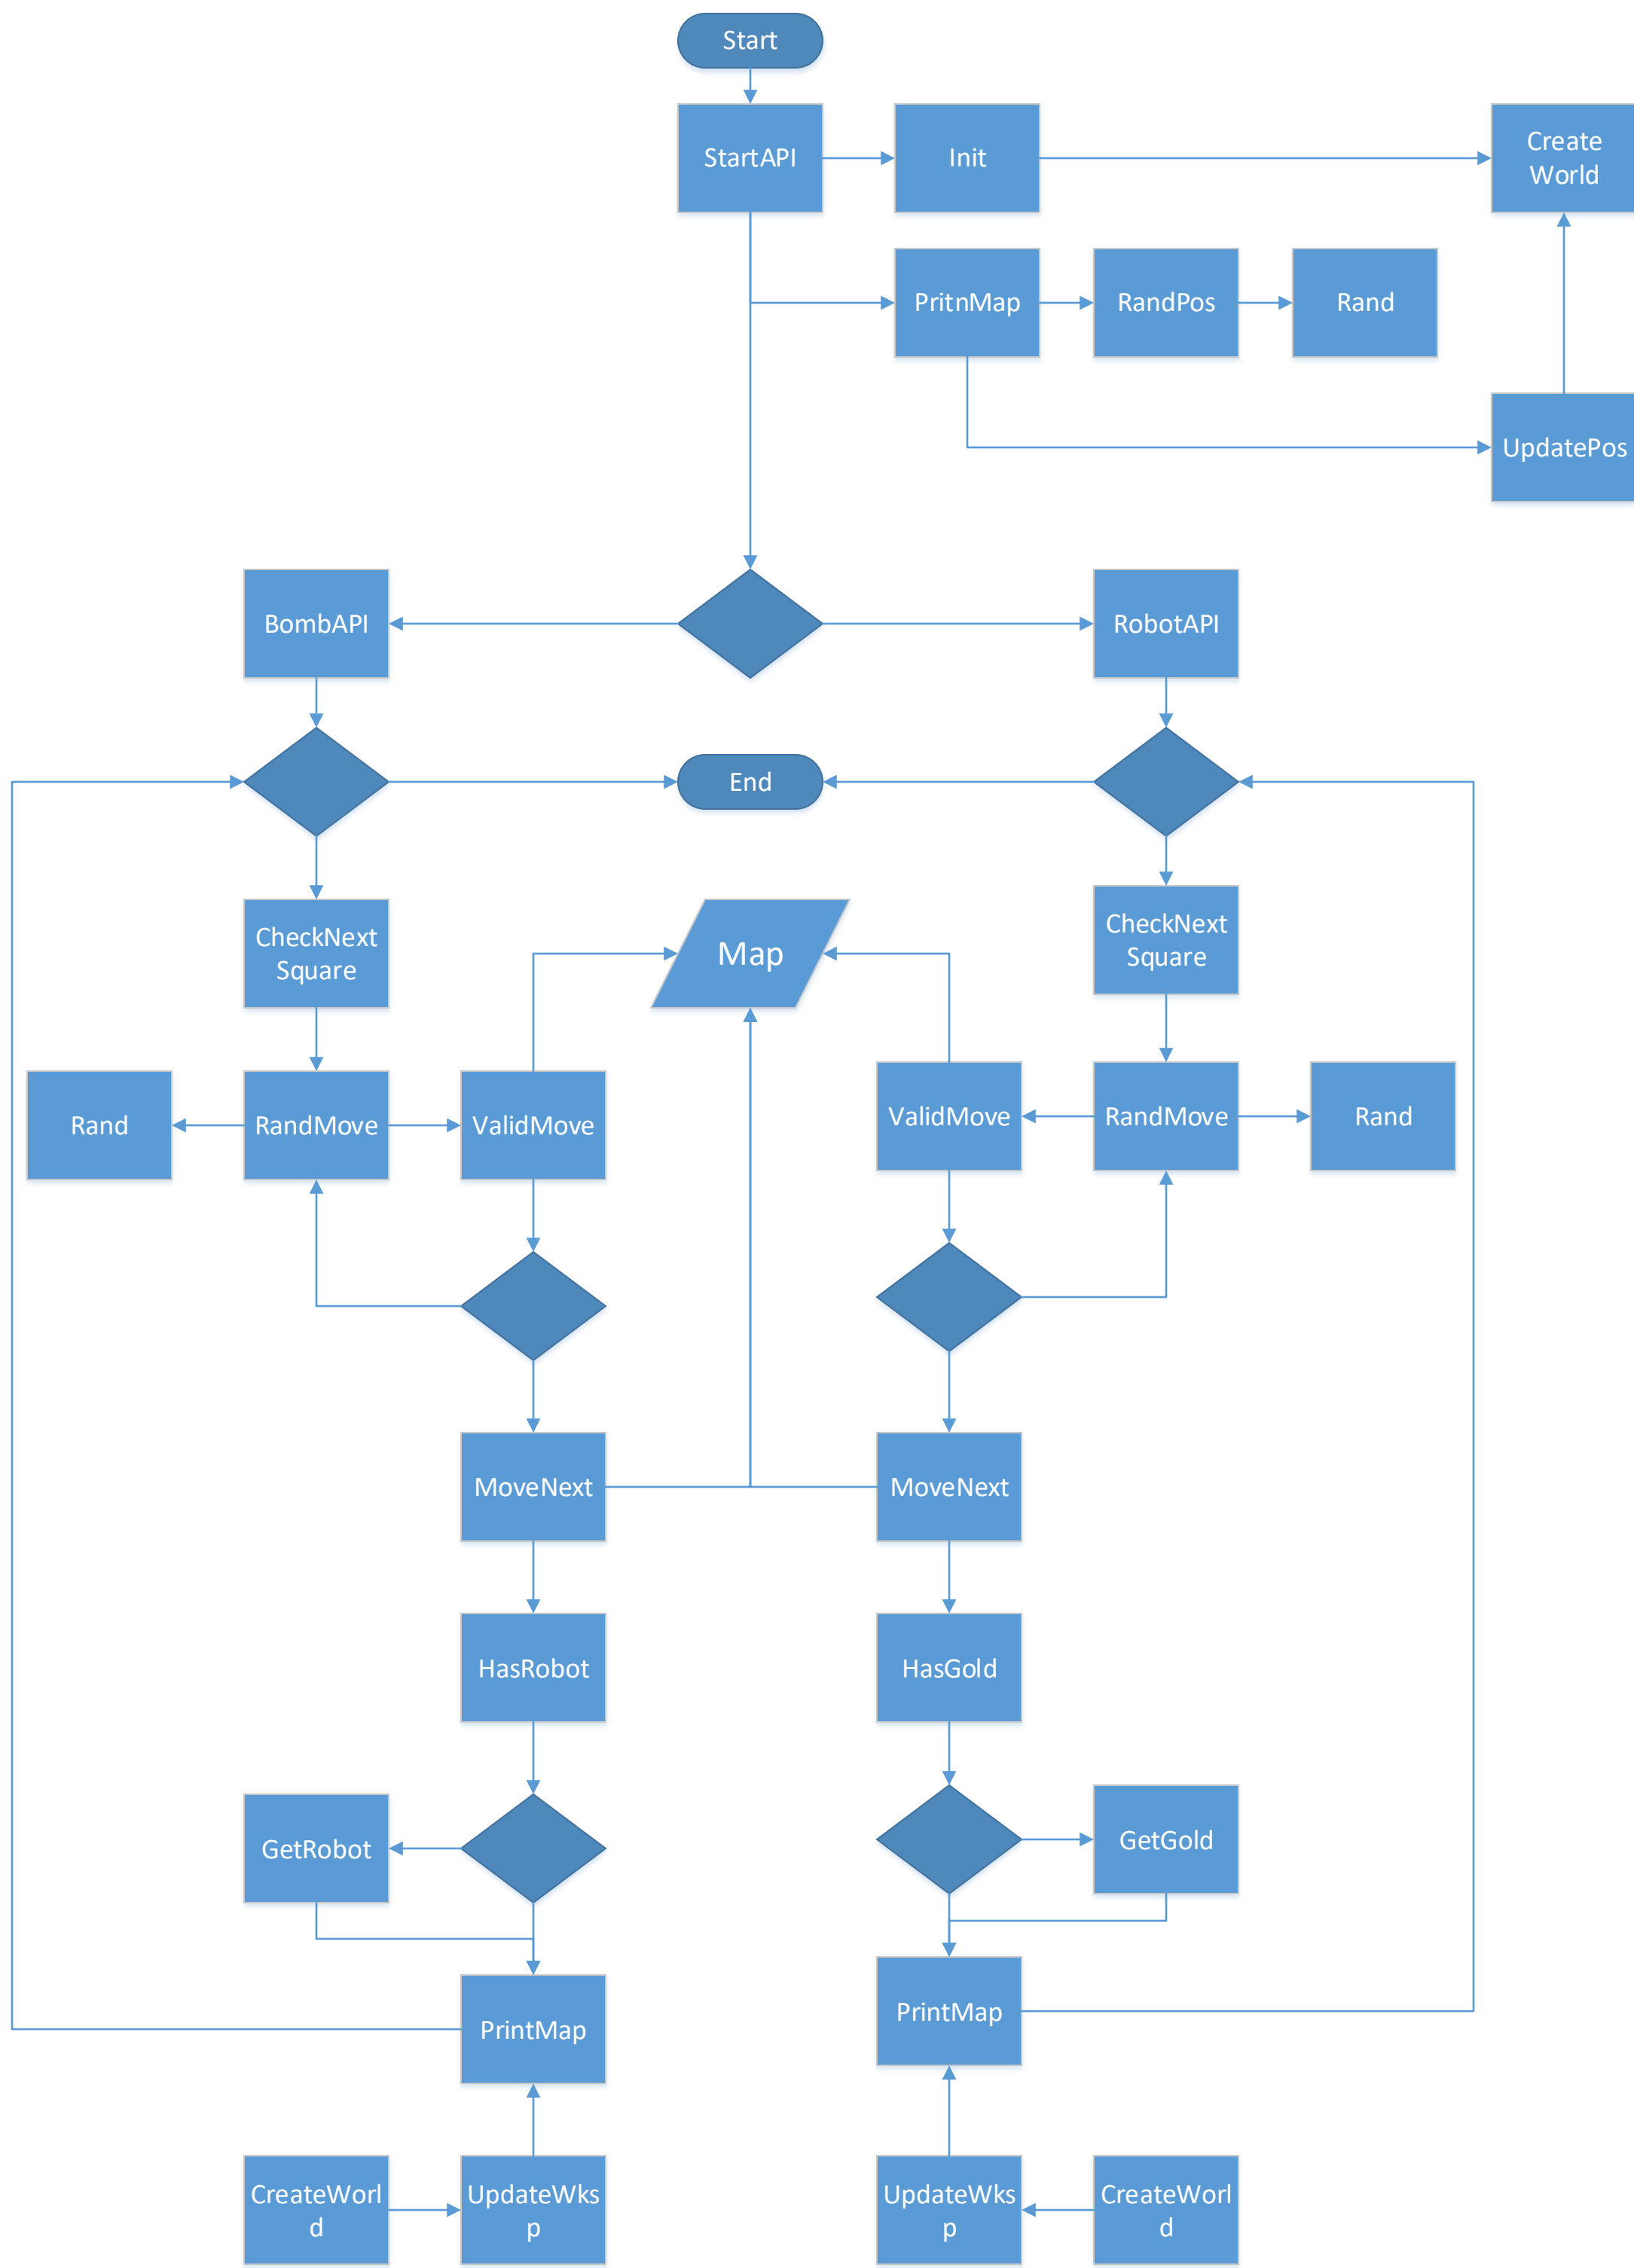 Start
StartAPI
Init
Create
World
PritnMap
RandPos
Rand
UpdatePos
BombAPI
RobotAPI
End
CheckNext
Square
Map
CheckNext
Square
Rand
RandMove
ValidMove
ValidMove
RandMove
Rand
MoveNext
MoveNext
HasRobot
HasGold
GetRobot
GetGold
PrintMap
PrintMap
CreateWorl
d
UpdateWks
p
UpdateWks
p
CreateWorl
d